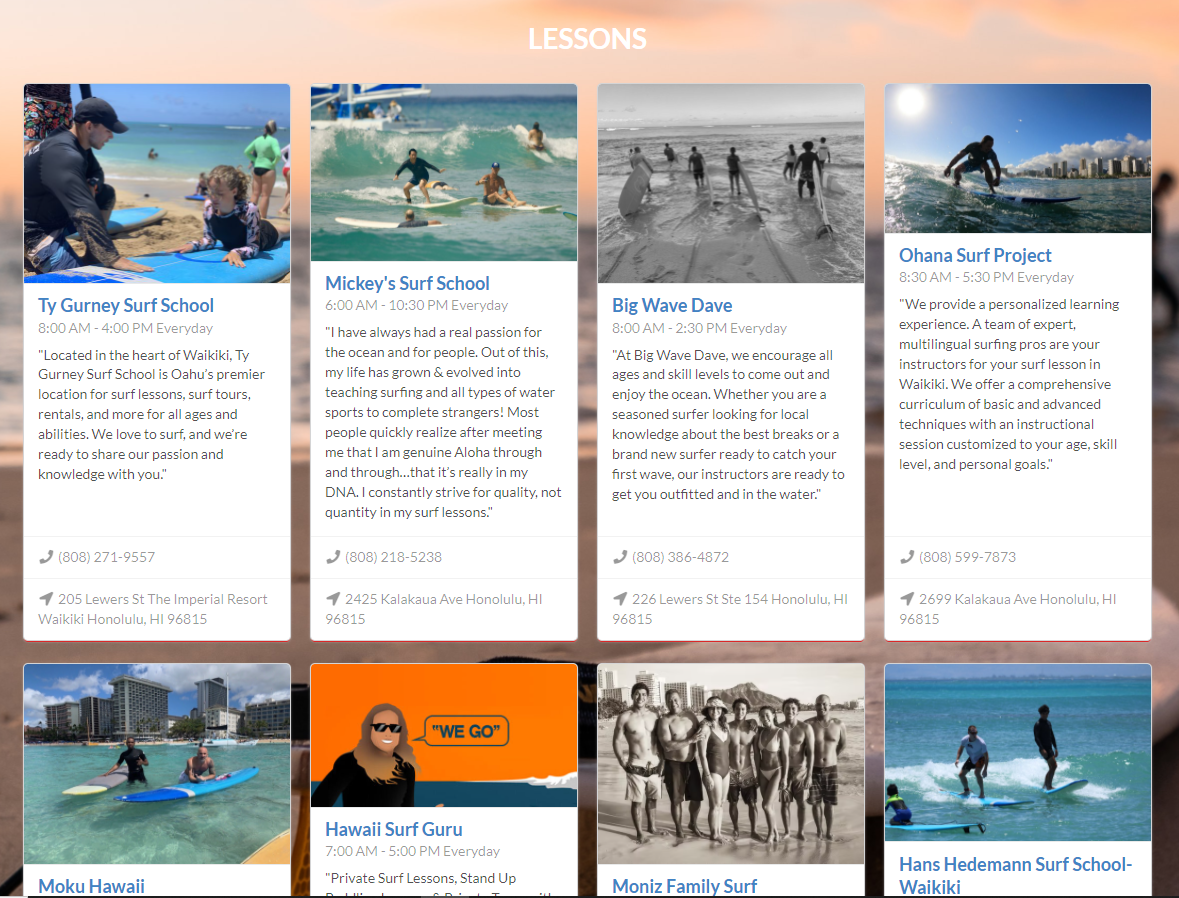 LESSONS
Ty Gurney Surf School
8:00 AM - 4:00 PM Everyday
"Located in the heart of Waikiki, Ty
Gurney Surf School is Oahu’s premier
location for surf lessons, surf tours,
rentals, and more for all ages and
abilities. We love to surf, and we’re
ready to share our passion and
knowledge with you."
(808) 271-9557
205 Lewers St The Imperial Resort
Waikiki Honolulu, HI 96815
Mickey's Surf School
6:00 AM - 10:30 PM Everyday
"I have always had a real passion for
the ocean and for people. Out of this,
my life has grown & evolved into
teaching surfing and all types of water
sports to complete strangers! Most
people quickly realize after meeting
me that I am genuine Aloha through
and through…that it’s really in my
DNA. I constantly strive for quality, not
quantity in my surf lessons."
(808) 218-5238
2425 Kalakaua Ave Honolulu, HI
96815
Big Wave Dave
8:00 AM - 2:30 PM Everyday
"At Big Wave Dave, we encourage all
ages and skill levels to come out and
enjoy the ocean. Whether you are a
seasoned surfer looking for local
knowledge about the best breaks or a
brand new surfer ready to catch your
first wave, our instructors are ready to
get you outfitted and in the water."
(808) 386-4872
226 Lewers St Ste 154 Honolulu, HI
96815
Ohana Surf Project
8:30 AM - 5:30 PM Everyday
"We provide a personalized learning
experience. A team of expert,
multilingual surfing pros are your
instructors for your surf lesson in
Waikiki. We offer a comprehensive
curriculum of basic and advanced
techniques with an instructional
session customized to your age, skill
level, and personal goals."
(808) 599-7873
2699 Kalakaua Ave Honolulu, HI
96815
Moku Hawaii
"WE GO"
Hawaii Surf Guru
7:00 AM - 5:00 PM Everyday
"Private Surf Lessons, Stand Up
Moniz Family Surf
Hans Hedemann Surf School-
Waikiki